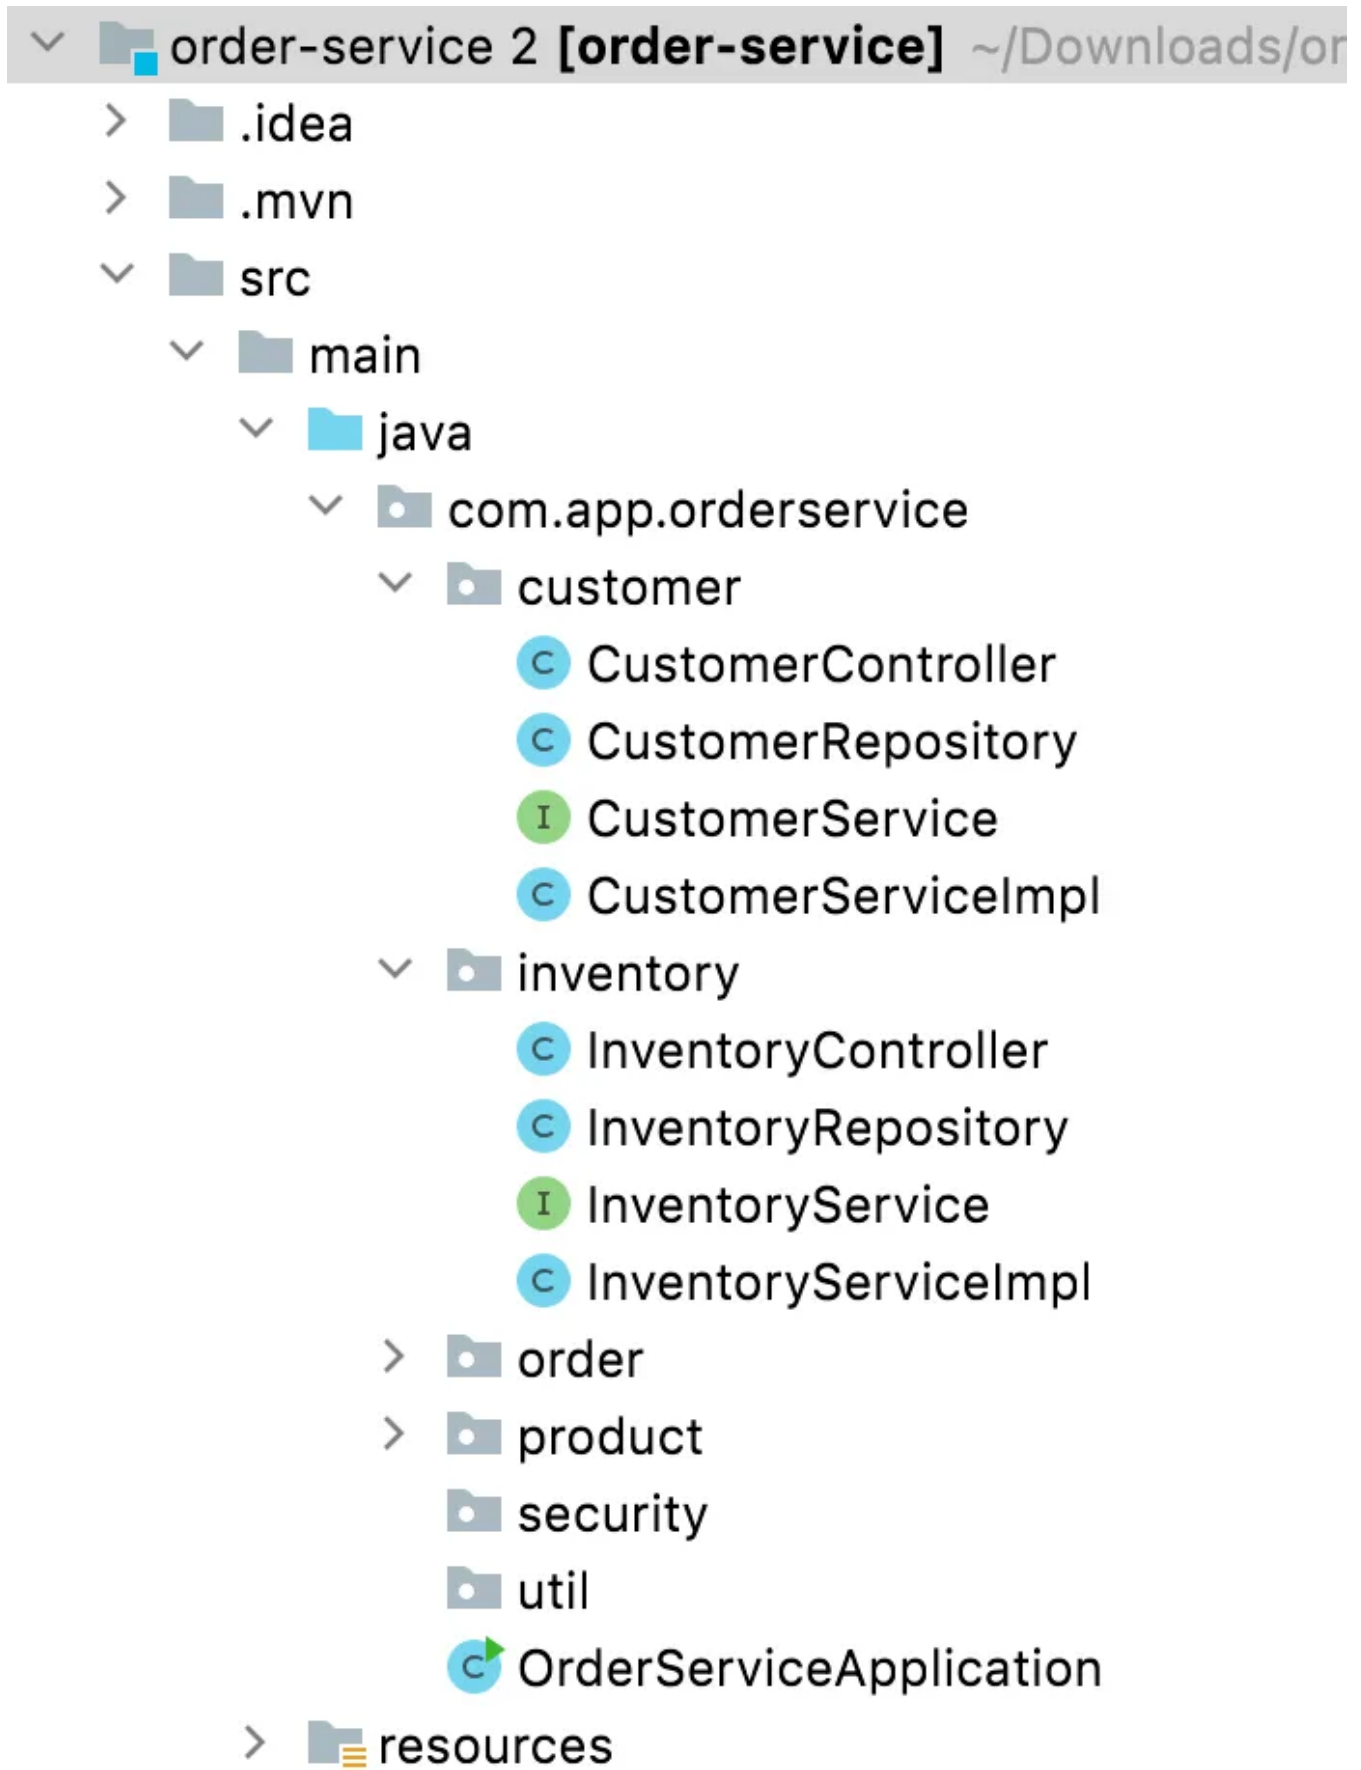 order-service 2 [order-service] ~/Downloads/or
.idea
.mvn
src
main
java
com.app.orderservice
customer
C CustomerController
C CustomerRepository
I CustomerService
C CustomerServiceImpl
inventory
C InventoryController
C InventoryRepository
I InventoryService
C InventoryServiceImpl
order
product
security
util
C OrderServiceApplication
resources